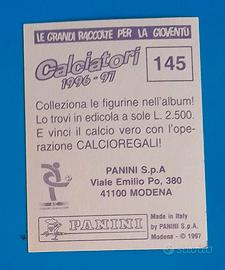 LE GRANDI RACCOLTE PER LA GIOVENTÙ
Calciatori
1996-97
145
Colleziona le figurine nell'album!
Lo trovi in edicola a sole L. 2.500.
E vinci il calcio vero con l'ope-
razione CALCIOREGALI!
PANINI S.p.A
Viale Emilio Po, 380
41100 MODENA
PANINI
Made in Italy
by PANINI S.p.A.
Modena - © 1997
subito